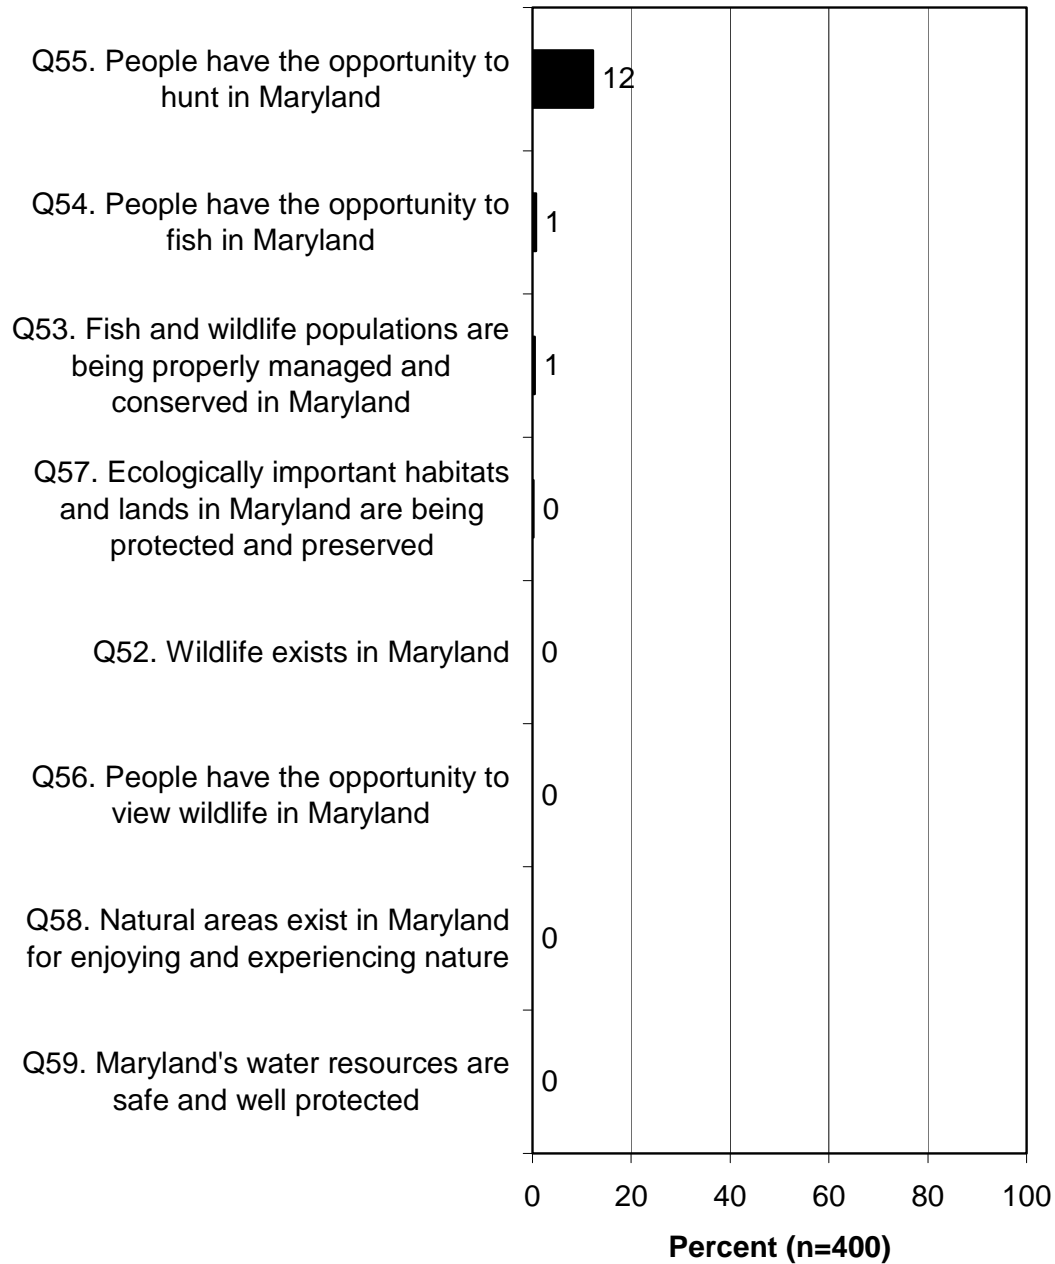 Q55. People have the opportunity to
hunt in Maryland
12
Q54. People have the opportunity to
fish in Maryland
1
Q53. Fish and wildlife populations are
being properly managed and
conserved in Maryland
1
Q57. Ecologically important habitats
and lands in Maryland are being
protected and preserved
0
Q52. Wildlife exists in Maryland
0
Q56. People have the opportunity to
view wildlife in Maryland
0
Q58. Natural areas exist in Maryland
for enjoying and experiencing nature
0
Q59. Maryland's water resources are
safe and well protected
0
0 20 40 60 80 100
Percent (n=400)